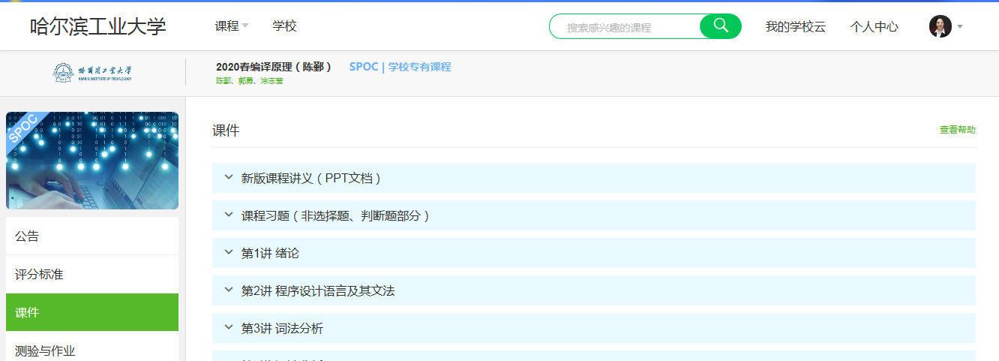 哈尔滨工业大学
课程
学校
搜索感兴趣的课程
我的学校云
个人中心
哈尔滨工业大学
HARBIN INSTITUTE OF TECHNOLOGY
2020春编译原理（陈鄞） SPOC | 学校专有课程
陈鄞、郭勇、涂志莹
SPOC
公告
评分标准
课件
测验与作业
课件
查看帮助
新版课程讲义（PPT文档）
课程习题（非选择题、判断题部分）
第1讲 绪论
第2讲 程序设计语言及其文法
第3讲 词法分析